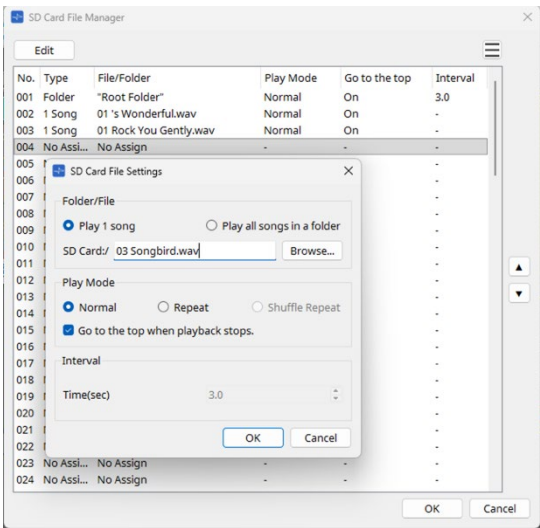 SD Card File Manager
Edit
No. Type File/Folder Play Mode Go to the top Interval
001 Folder "Root Folder" Normal On 3.0
002 1 Song 01 's Wonderful.wav Normal On -
003 1 Song 01 Rock You Gently.wav Normal On -
004 No Assi... No Assign - - -
005 -
006 -
007 -
008 -
009 -
010 -
011 -
012 -
013 -
014 -
015 -
016 -
017 -
018 -
019 -
020 -
021 -
022 -
023 No Assi... No Assign - - -
024 No Assi... No Assign - - -
SD Card File Settings
Folder/File
Play 1 song Play all songs in a folder
SD Card:/ 03 Songbird.wav Browse...
Play Mode
Normal Repeat Shuffle Repeat
Go to the top when playback stops.
Interval
Time(sec) 3.0
OK Cancel
OK Cancel